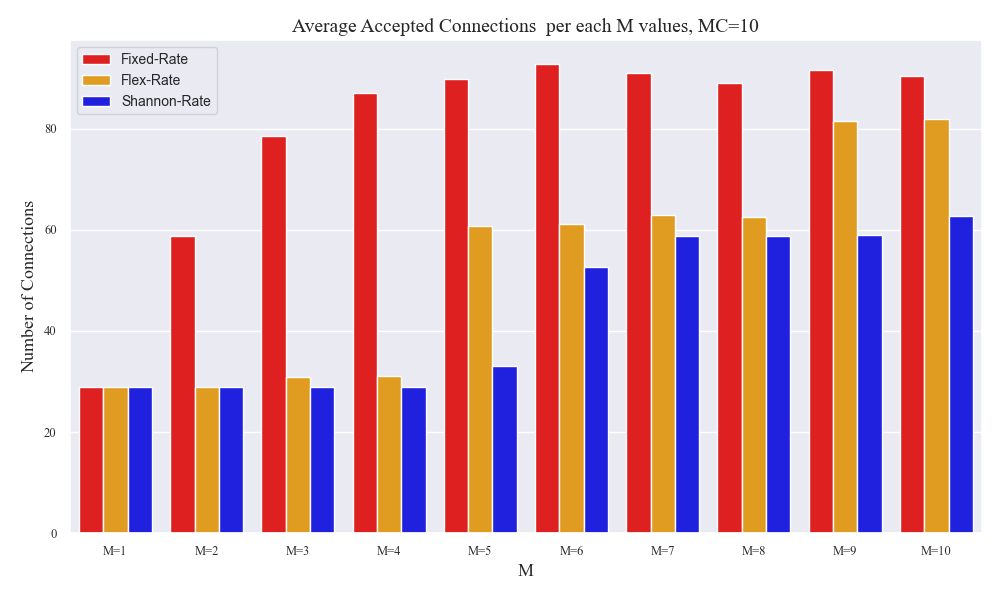 Average Accepted Connections  per each M values, MC=10
Fixed-Rate
Flex-Rate
Shannon-Rate
Number of Connections
80
60
40
20
0
M=1 M=2 M=3 M=4 M=5 M=6 M=7 M=8 M=9 M=10
M